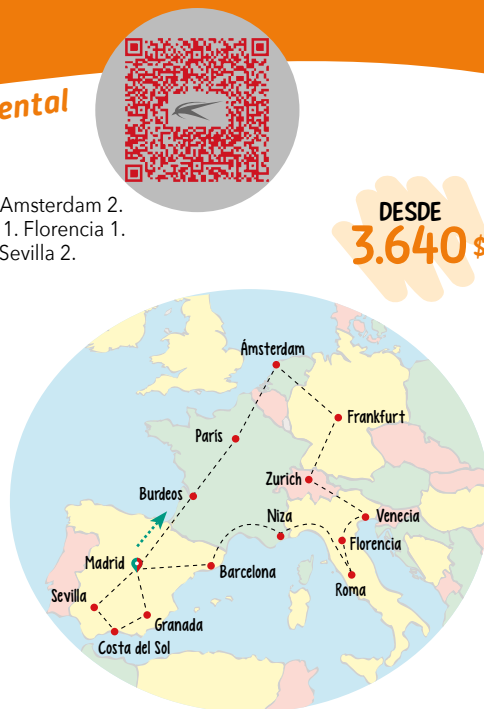 ental
Amsterdam 2.
1. Florencia 1.
Sevilla 2.
DESDE
3.640 $
Ámsterdam
Frankfurt
París
Zurich
Burdeos
Niza
Venecia
Florencia
Madrid
Barcelona
Roma
Sevilla
Granada
Costa del Sol